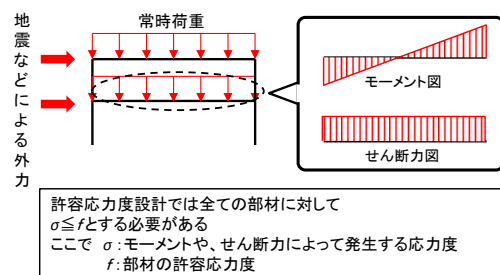 地震などによる外力
常時荷重
モーメント図
せん断力図
許容応力度設計では全ての部材に対して
σ≦fとする必要がある
ここで σ:モーメントや、せん断力によって発生する応力度
f:部材の許容応力度